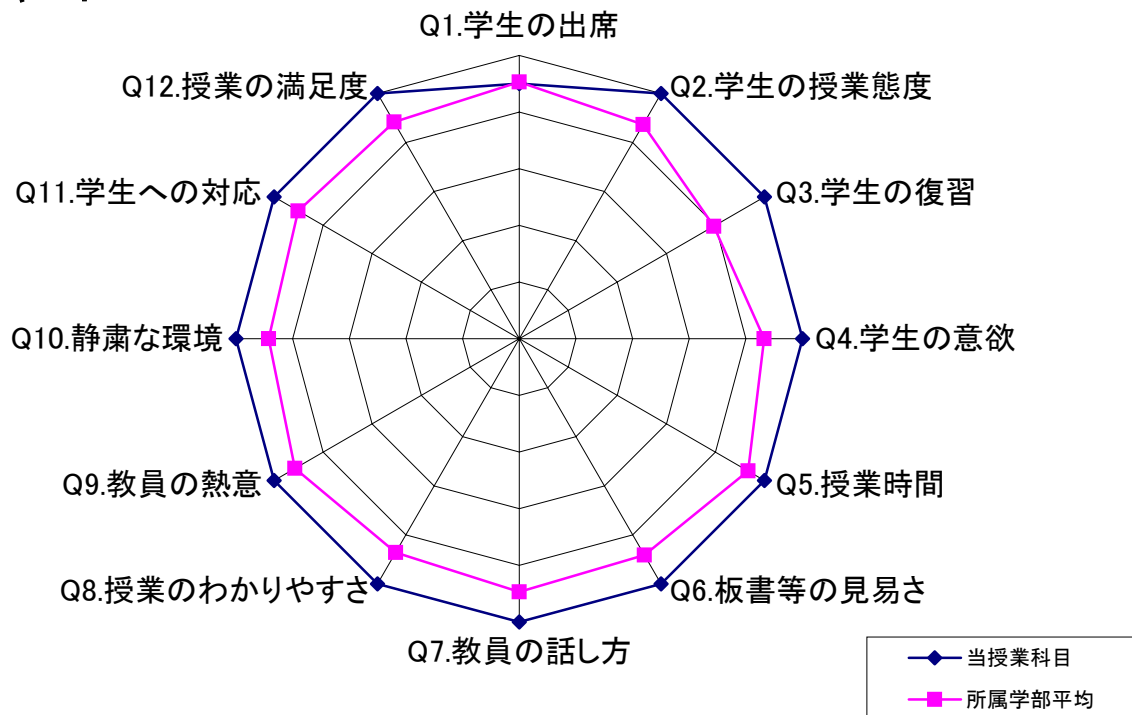 Q1.学生の出席
Q2.学生の授業態度
Q3.学生の復習
Q4.学生の意欲
Q5.授業時間
Q6.板書等の見易さ
Q7.教員の話し方
Q8.授業のわかりやすさ
Q9.教員の熱意
Q10.静粛な環境
Q11.学生への対応
Q12.授業の満足度
当授業科目
所属学部平均